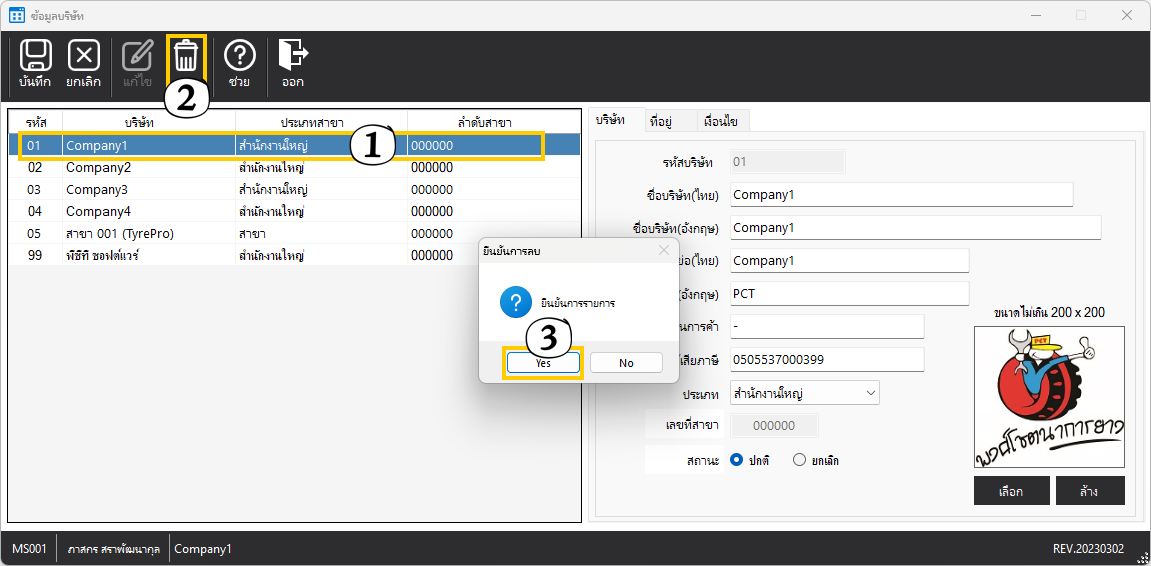 ข้อมูลบริษัท
บันทึก ยกเลิก แก้ไข ช่วย ออก
2
รหัส บริษัท ประเภทสาขา ลำดับสาขา
1
01 Company1 สำนักงานใหญ่ 000000
02 Company2 สำนักงานใหญ่ 000000
03 Company3 สำนักงานใหญ่ 000000
04 Company4 สำนักงานใหญ่ 000000
05 สาขา 001 (TyrePro) สาขา 000000
99 พีซีที ซอฟต์แวร์ สำนักงานใหญ่ 000000
บริษัท ที่อยู่ เงื่อนไข
รหัสบริษัท 01
ชื่อบริษัท(ไทย) Company1
ชื่อบริษัท(อังกฤษ) Company1
ย่อ(ไทย) Company1
(อังกฤษ) PCT
นการค้า -
เสียภาษี 0505537000399
ประเภท สำนักงานใหญ่
เลขที่สาขา 000000
สถานะ ปกติ ยกเลิก
ขนาดไม่เกิน 200 x 200
PCT
พงศ์โชตนาการยาง
เลือก ล้าง
ยืนยันการลบ
ยืนยันการรายการ
3
Yes No
MS001 ภาสกร สราพัฒนากุล Company1 REV.20230302